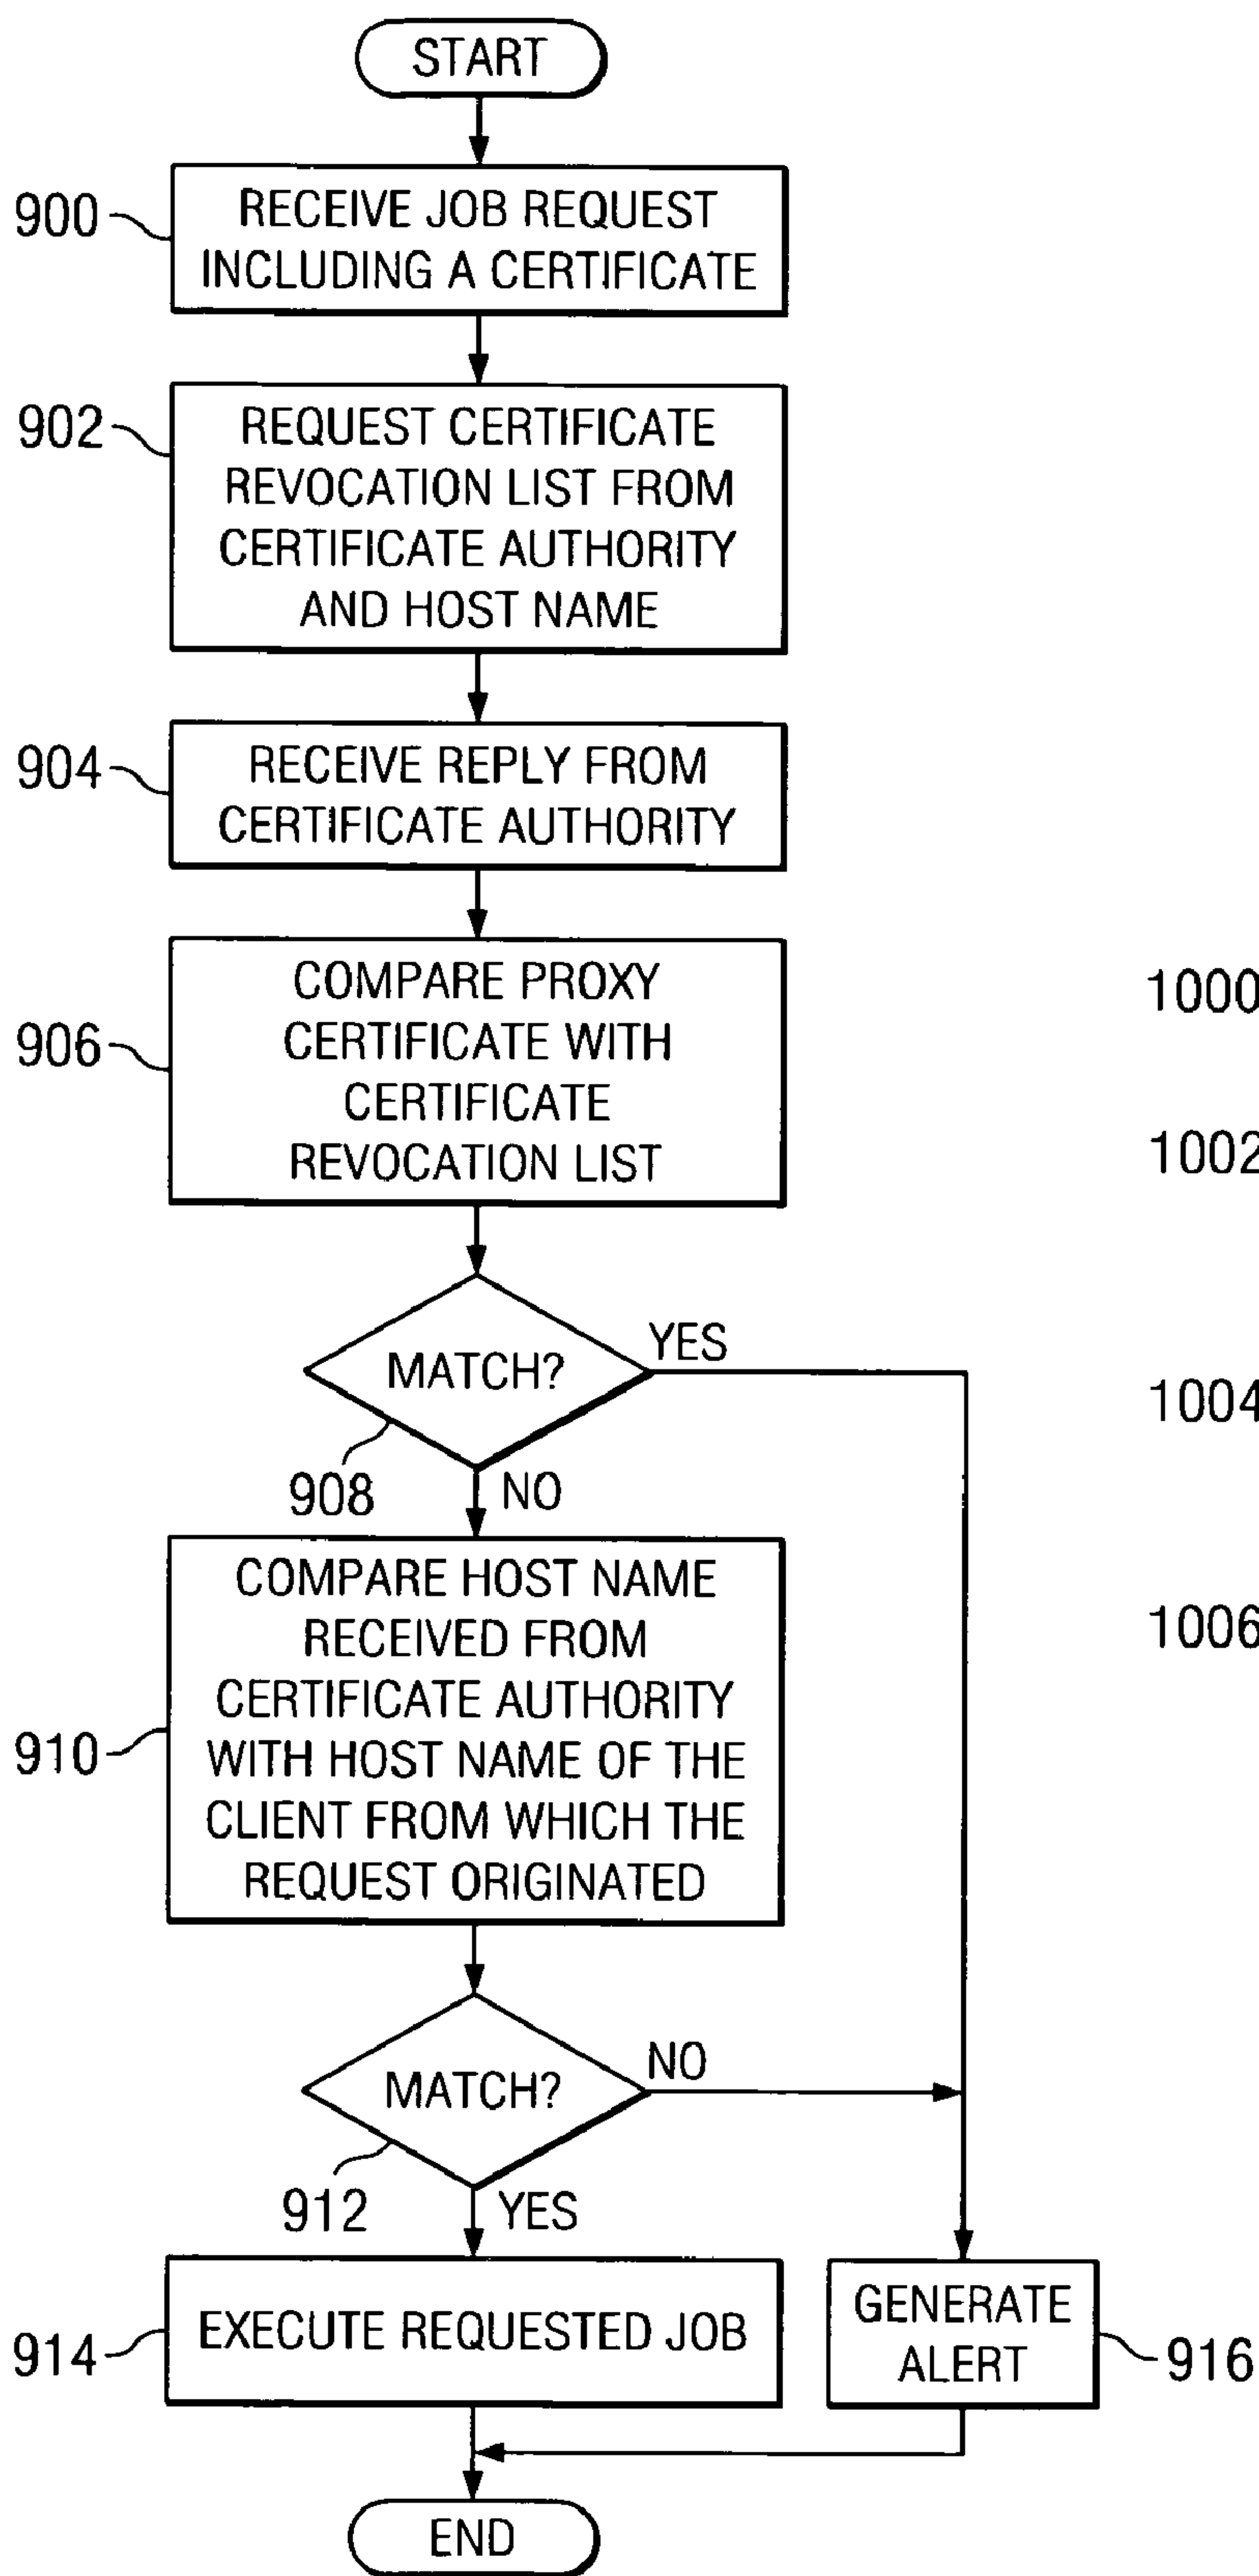 START
900
RECEIVE JOB REQUEST
INCLUDING A CERTIFICATE
902
REQUEST CERTIFICATE
REVOCATION LIST FROM
CERTIFICATE AUTHORITY
AND HOST NAME
904
RECEIVE REPLY FROM
CERTIFICATE AUTHORITY
906
COMPARE PROXY
CERTIFICATE WITH
CERTIFICATE
REVOCATION LIST
1000
1002
MATCH?
YES
908
NO
1004
910
COMPARE HOST NAME
RECEIVED FROM
CERTIFICATE AUTHORITY
WITH HOST NAME OF THE
CLIENT FROM WHICH THE
REQUEST ORIGINATED
1006
MATCH?
NO
912
YES
914
EXECUTE REQUESTED JOB
GENERATE
ALERT
916
END